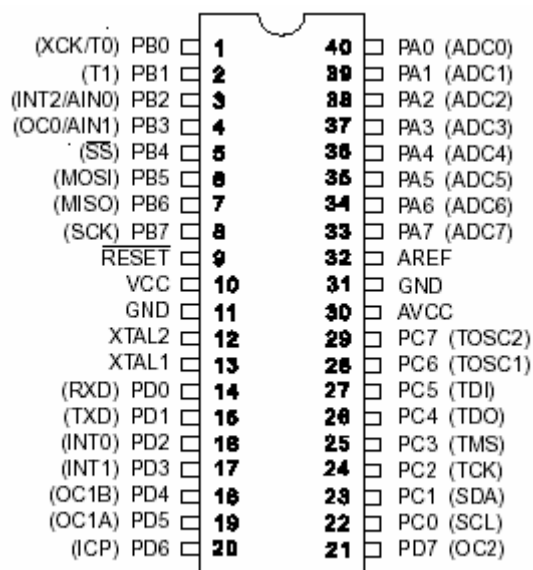 (XCK/T0) PB0 1 40 PA0 (ADC0)
(T1) PB1 2 39 PA1 (ADC1)
(INT2/AIN0) PB2 3 38 PA2 (ADC2)
(OC0/AIN1) PB3 4 37 PA3 (ADC3)
(SS) PB4 5 36 PA4 (ADC4)
(MOSI) PB5 6 35 PA5 (ADC5)
(MISO) PB6 7 34 PA6 (ADC6)
(SCK) PB7 8 33 PA7 (ADC7)
RESET 9 32 AREF
VCC 10 31 GND
GND 11 30 AVCC
XTAL2 12 29 PC7 (TOSC2)
XTAL1 13 28 PC6 (TOSC1)
(RXD) PD0 14 27 PC5 (TDI)
(TXD) PD1 15 26 PC4 (TDO)
(INT0) PD2 16 25 PC3 (TMS)
(INT1) PD3 17 24 PC2 (TCK)
(OC1B) PD4 18 23 PC1 (SDA)
(OC1A) PD5 19 22 PC0 (SCL)
(ICP) PD6 20 21 PD7 (OC2)